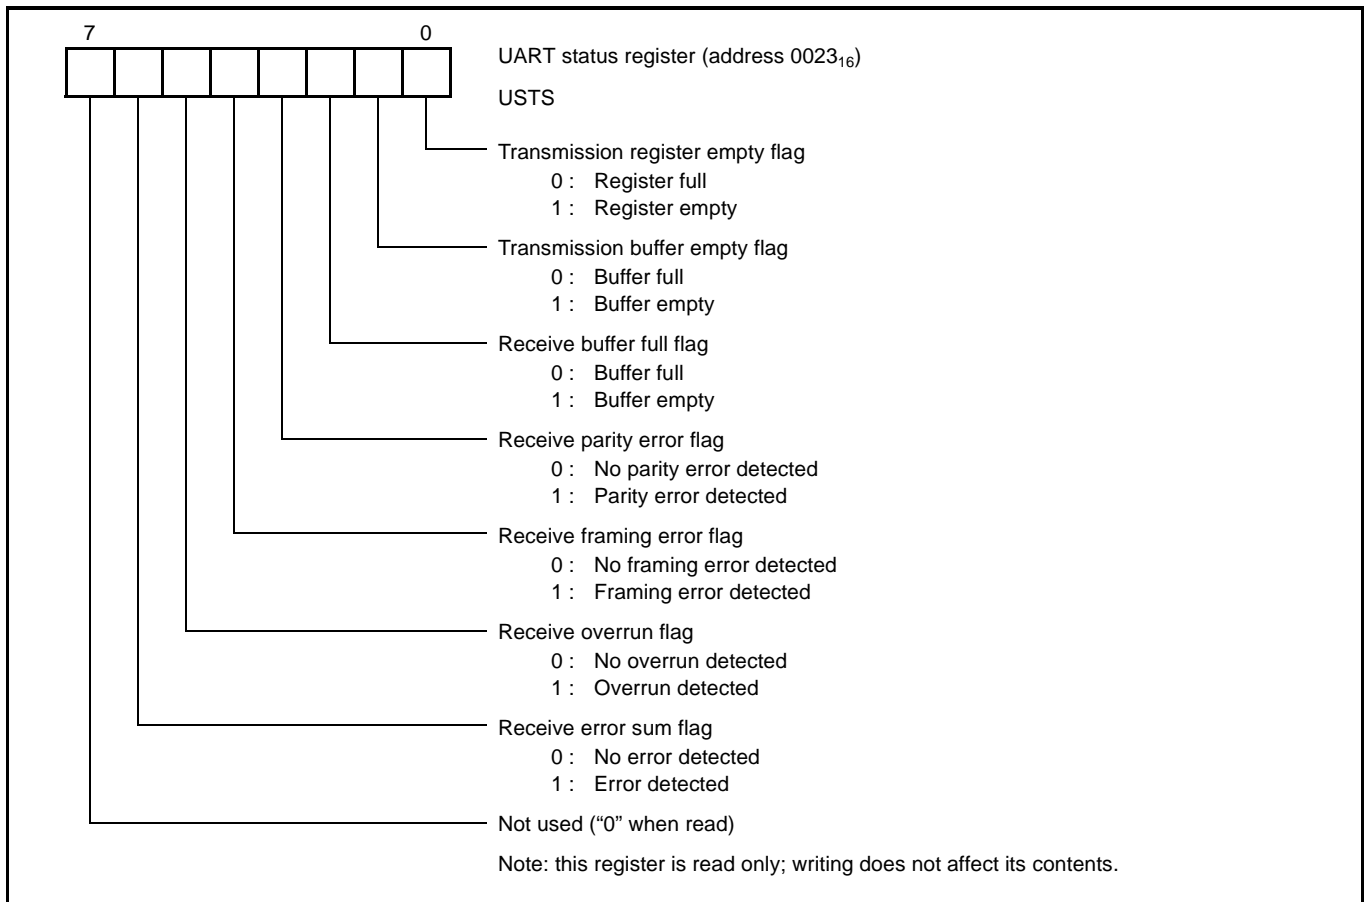 7 0
UART status register (address 0023₁₆)
USTS
Transmission register empty flag
0 : Register full
1 : Register empty
Transmission buffer empty flag
0 : Buffer full
1 : Buffer empty
Receive buffer full flag
0 : Buffer full
1 : Buffer empty
Receive parity error flag
0 : No parity error detected
1 : Parity error detected
Receive framing error flag
0 : No framing error detected
1 : Framing error detected
Receive overrun flag
0 : No overrun detected
1 : Overrun detected
Receive error sum flag
0 : No error detected
1 : Error detected
Not used (“0” when read)
Note: this register is read only; writing does not affect its contents.